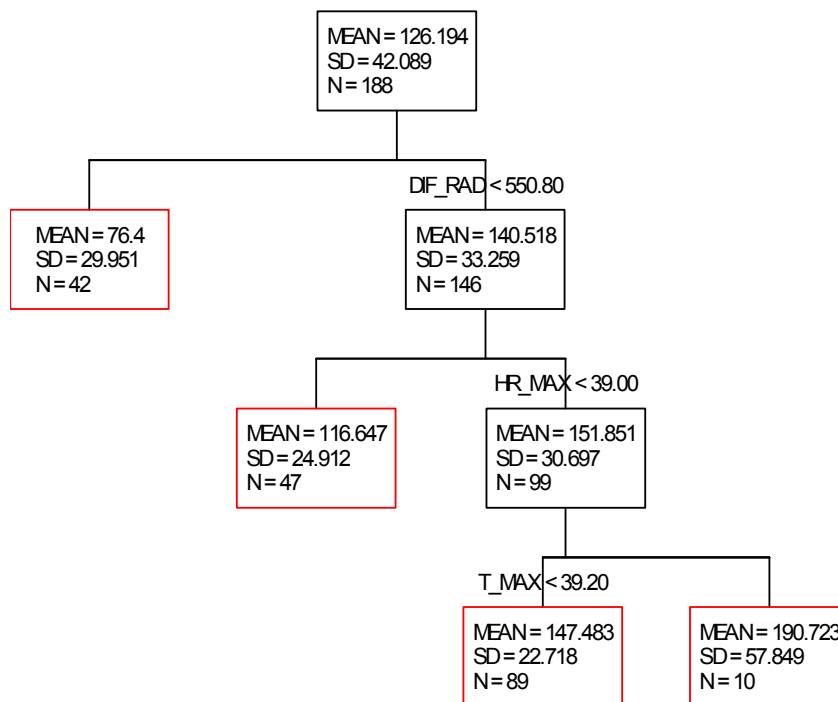 MEAN = 126.194
SD = 42.089
N = 188
DIF_RAD < 550.80
MEAN = 76.4
SD = 29.951
N = 42
MEAN = 140.518
SD = 33.259
N = 146
HR_MAX < 39.00
MEAN = 116.647
SD = 24.912
N = 47
MEAN = 151.851
SD = 30.697
N = 99
T_MAX < 39.20
MEAN = 147.483
SD = 22.718
N = 89
MEAN = 190.723
SD = 57.849
N = 10